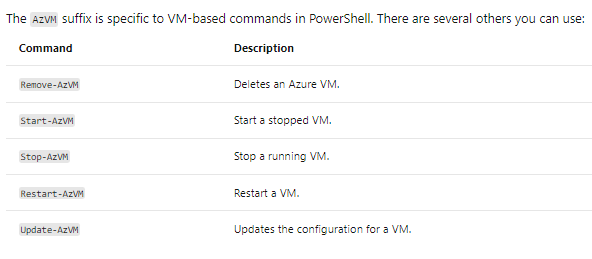 The AzVM suffix is specific to VM-based commands in PowerShell. There are several others you can use:
Command Description
Remove-AzVM Deletes an Azure VM.
Start-AzVM Start a stopped VM.
Stop-AzVM Stop a running VM.
Restart-AzVM Restart a VM.
Update-AzVM Updates the configuration for a VM.